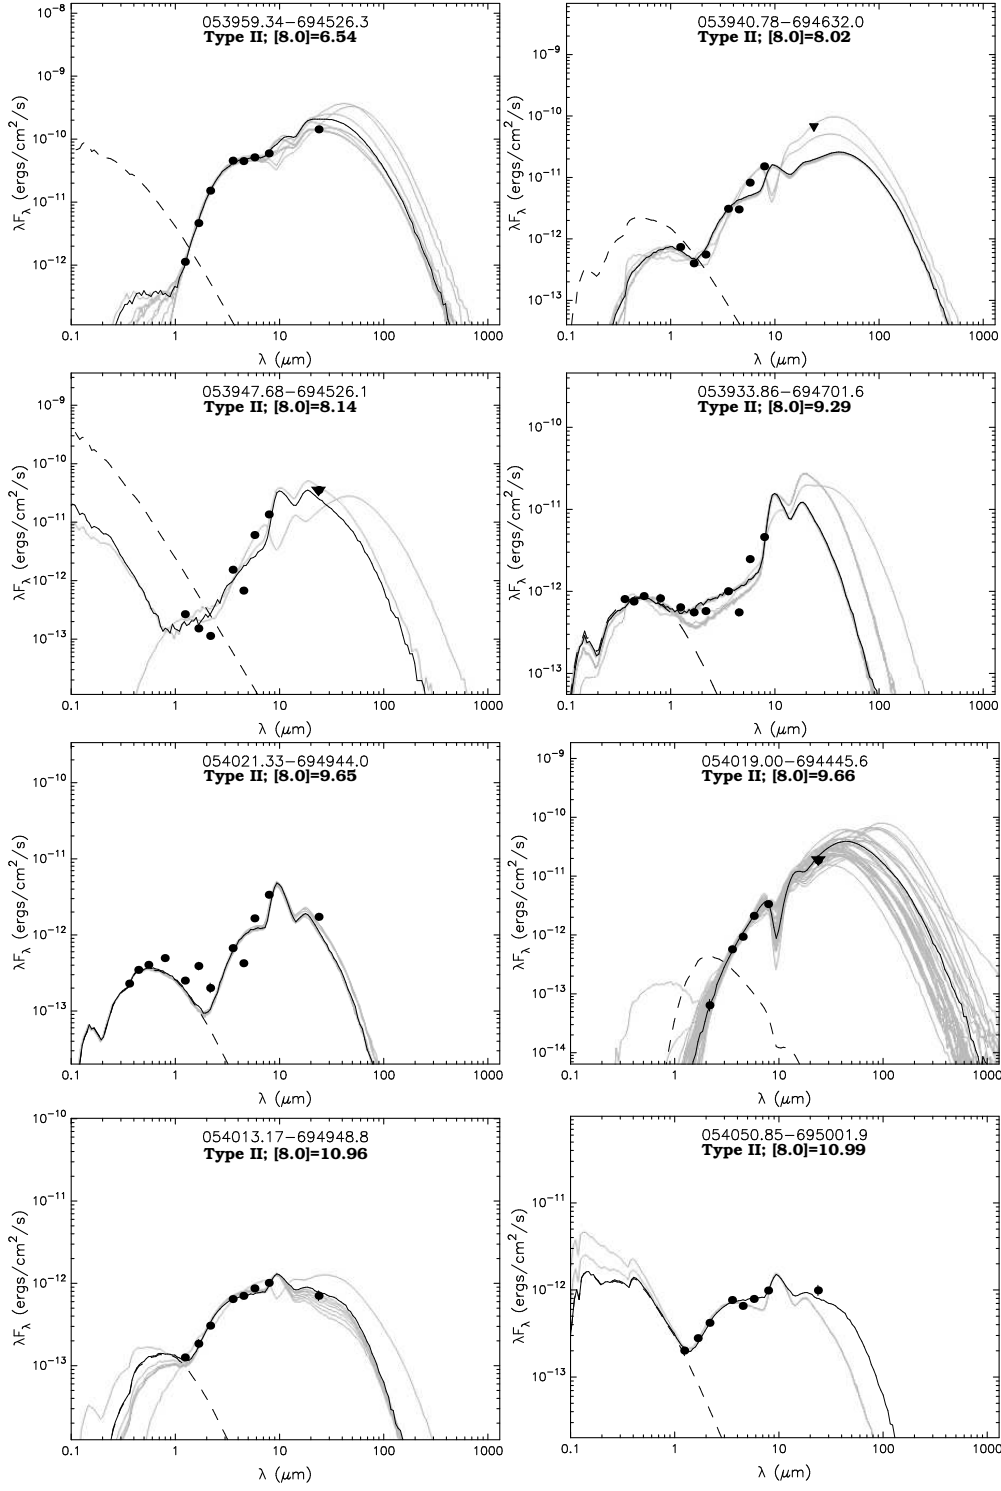 053959.34−694526.3
Type II; [8.0]=6.54
10⁻⁸
10⁻⁹
10⁻¹⁰
10⁻¹¹
10⁻¹²
λF_λ (ergs/cm²/s)
0.1 1 10 100 1000
λ (μm)
053940.78−694632.0
Type II; [8.0]=8.02
10⁻⁹
10⁻¹⁰
10⁻¹¹
10⁻¹²
10⁻¹³
λF_λ (ergs/cm²/s)
0.1 1 10 100 1000
λ (μm)
053947.68−694526.1
Type II; [8.0]=8.14
10⁻⁹
10⁻¹⁰
10⁻¹¹
10⁻¹²
10⁻¹³
λF_λ (ergs/cm²/s)
0.1 1 10 100 1000
λ (μm)
053933.86−694701.6
Type II; [8.0]=9.29
10⁻¹⁰
10⁻¹¹
10⁻¹²
10⁻¹³
λF_λ (ergs/cm²/s)
0.1 1 10 100 1000
λ (μm)
054021.33−694944.0
Type II; [8.0]=9.65
10⁻¹⁰
10⁻¹¹
10⁻¹²
10⁻¹³
λF_λ (ergs/cm²/s)
0.1 1 10 100 1000
λ (μm)
054019.00−694445.6
Type II; [8.0]=9.66
10⁻⁹
10⁻¹⁰
10⁻¹¹
10⁻¹²
10⁻¹³
10⁻¹⁴
λF_λ (ergs/cm²/s)
0.1 1 10 100 1000
λ (μm)
054013.17−694948.8
Type II; [8.0]=10.96
10⁻¹⁰
10⁻¹¹
10⁻¹²
10⁻¹³
λF_λ (ergs/cm²/s)
0.1 1 10 100 1000
λ (μm)
054050.85−695001.9
Type II; [8.0]=10.99
10⁻¹¹
10⁻¹²
10⁻¹³
λF_λ (ergs/cm²/s)
0.1 1 10 100 1000
λ (μm)